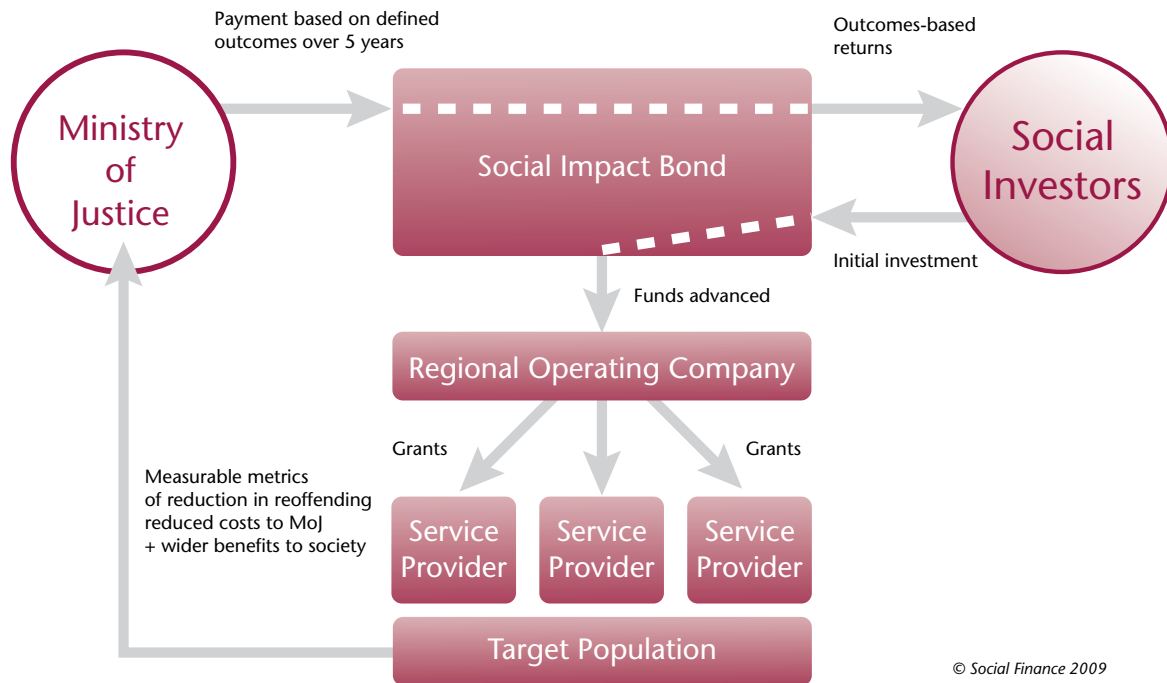 Payment based on defined
outcomes over 5 years
Outcomes-based
returns
Ministry
of
Justice
Social Impact Bond
Social
Investors
Initial investment
Funds advanced
Regional Operating Company
Grants
Grants
Measurable metrics
of reduction in reoffending
reduced costs to MoJ
+ wider benefits to society
Service
Provider
Service
Provider
Service
Provider
Target Population
© Social Finance 2009